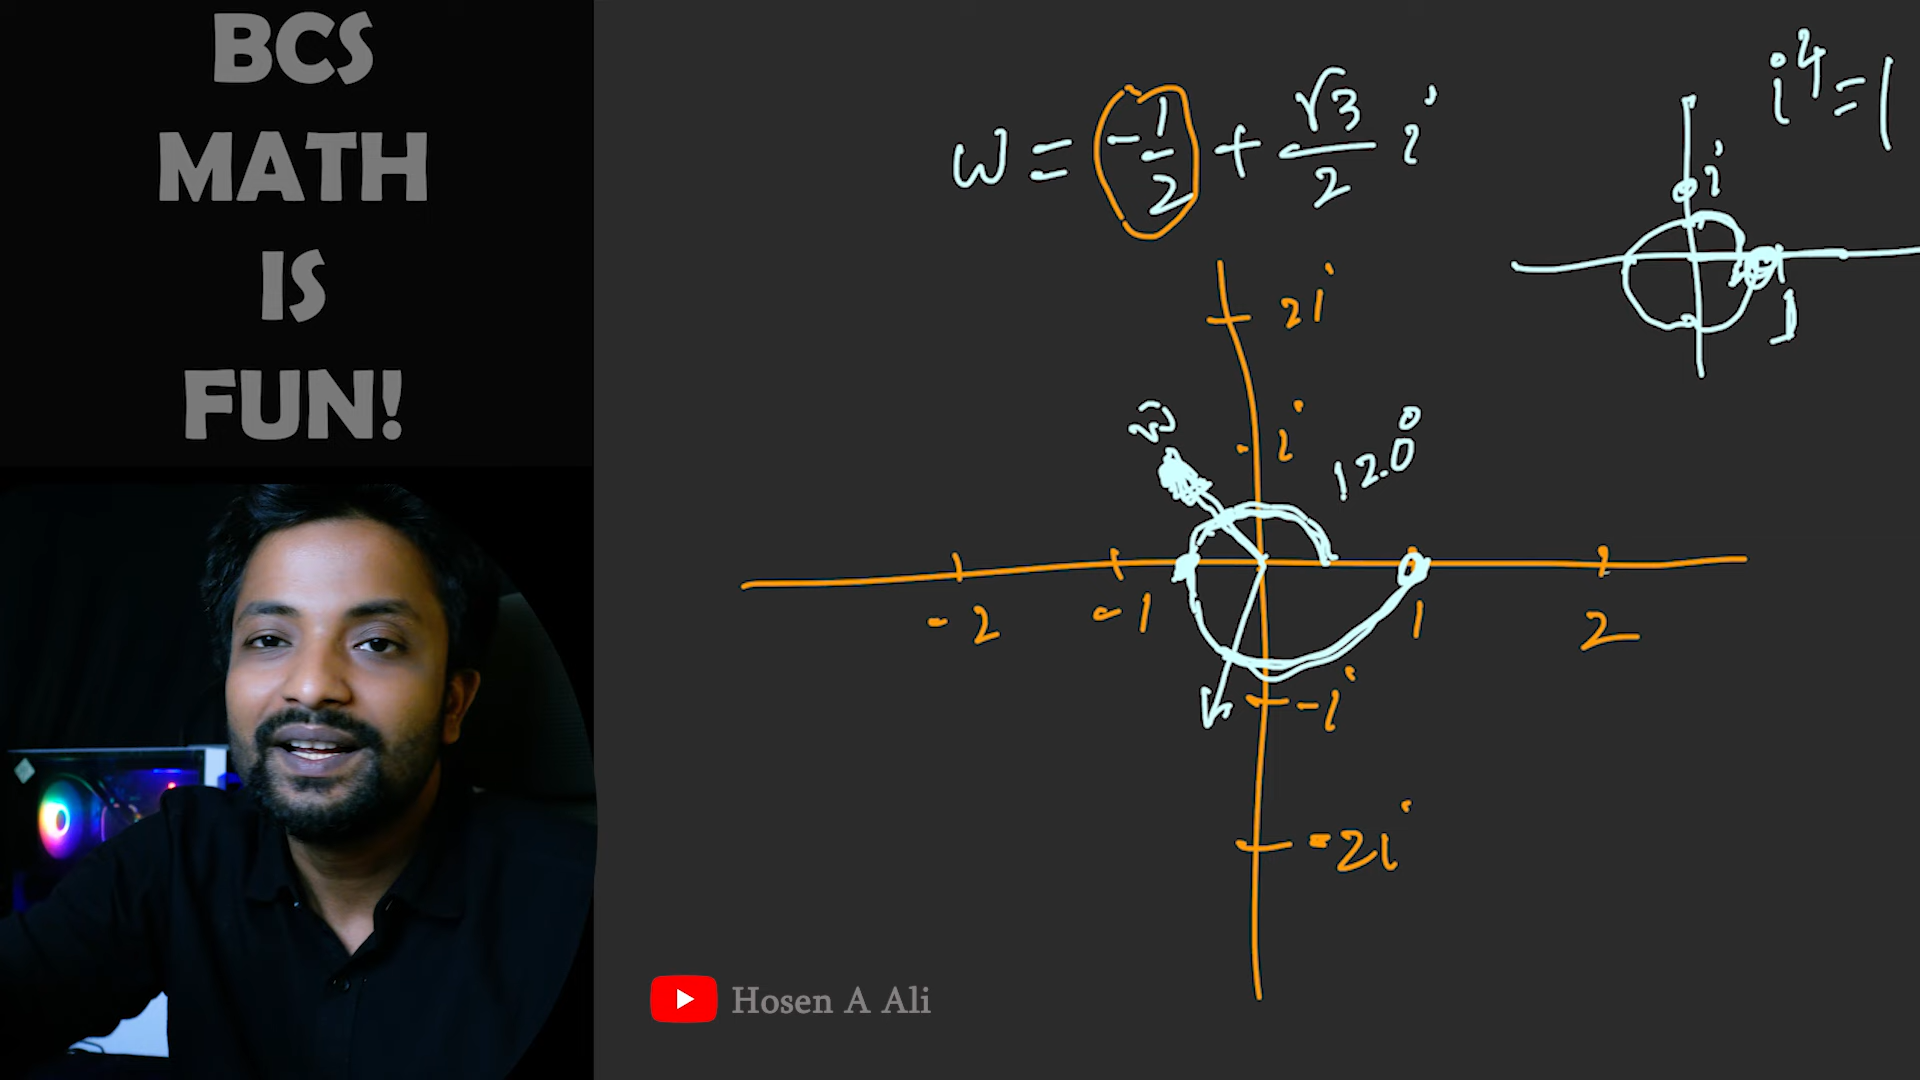 BCS
MATH
IS
FUN!
ω = -1/2 + √3/2 i
i⁴ = 1
i
1
2i
i
ω
120°
-2
-1
1
2
-i
-2i
Hosen A Ali